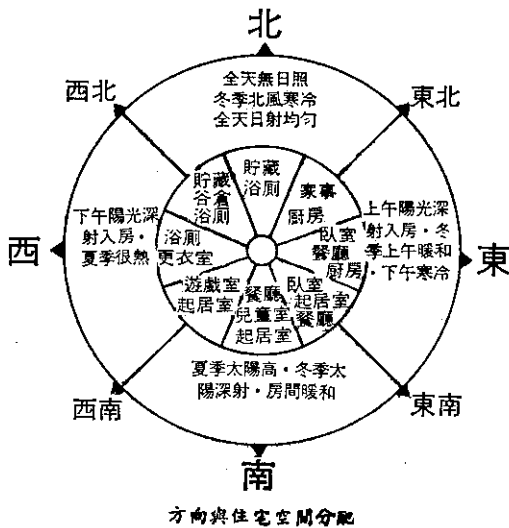 北
西北
東北
全天無日照
冬季北風寒冷
全天日射均勻
貯藏
谷倉
浴廁
貯藏
浴廁
家事
廚房
下午陽光深
射入房·
夏季很熱
上午陽光深
射入房·冬
季上午暖和
·下午寒冷
西
東
浴廁
更衣室
臥室
餐廳
廚房
遊戲室
起居室
餐廳
兒童室
起居室
臥室
起居室
餐廳
夏季太陽高·冬季太
陽深射·房間暖和
西南
東南
南
方向與住宅空間分配